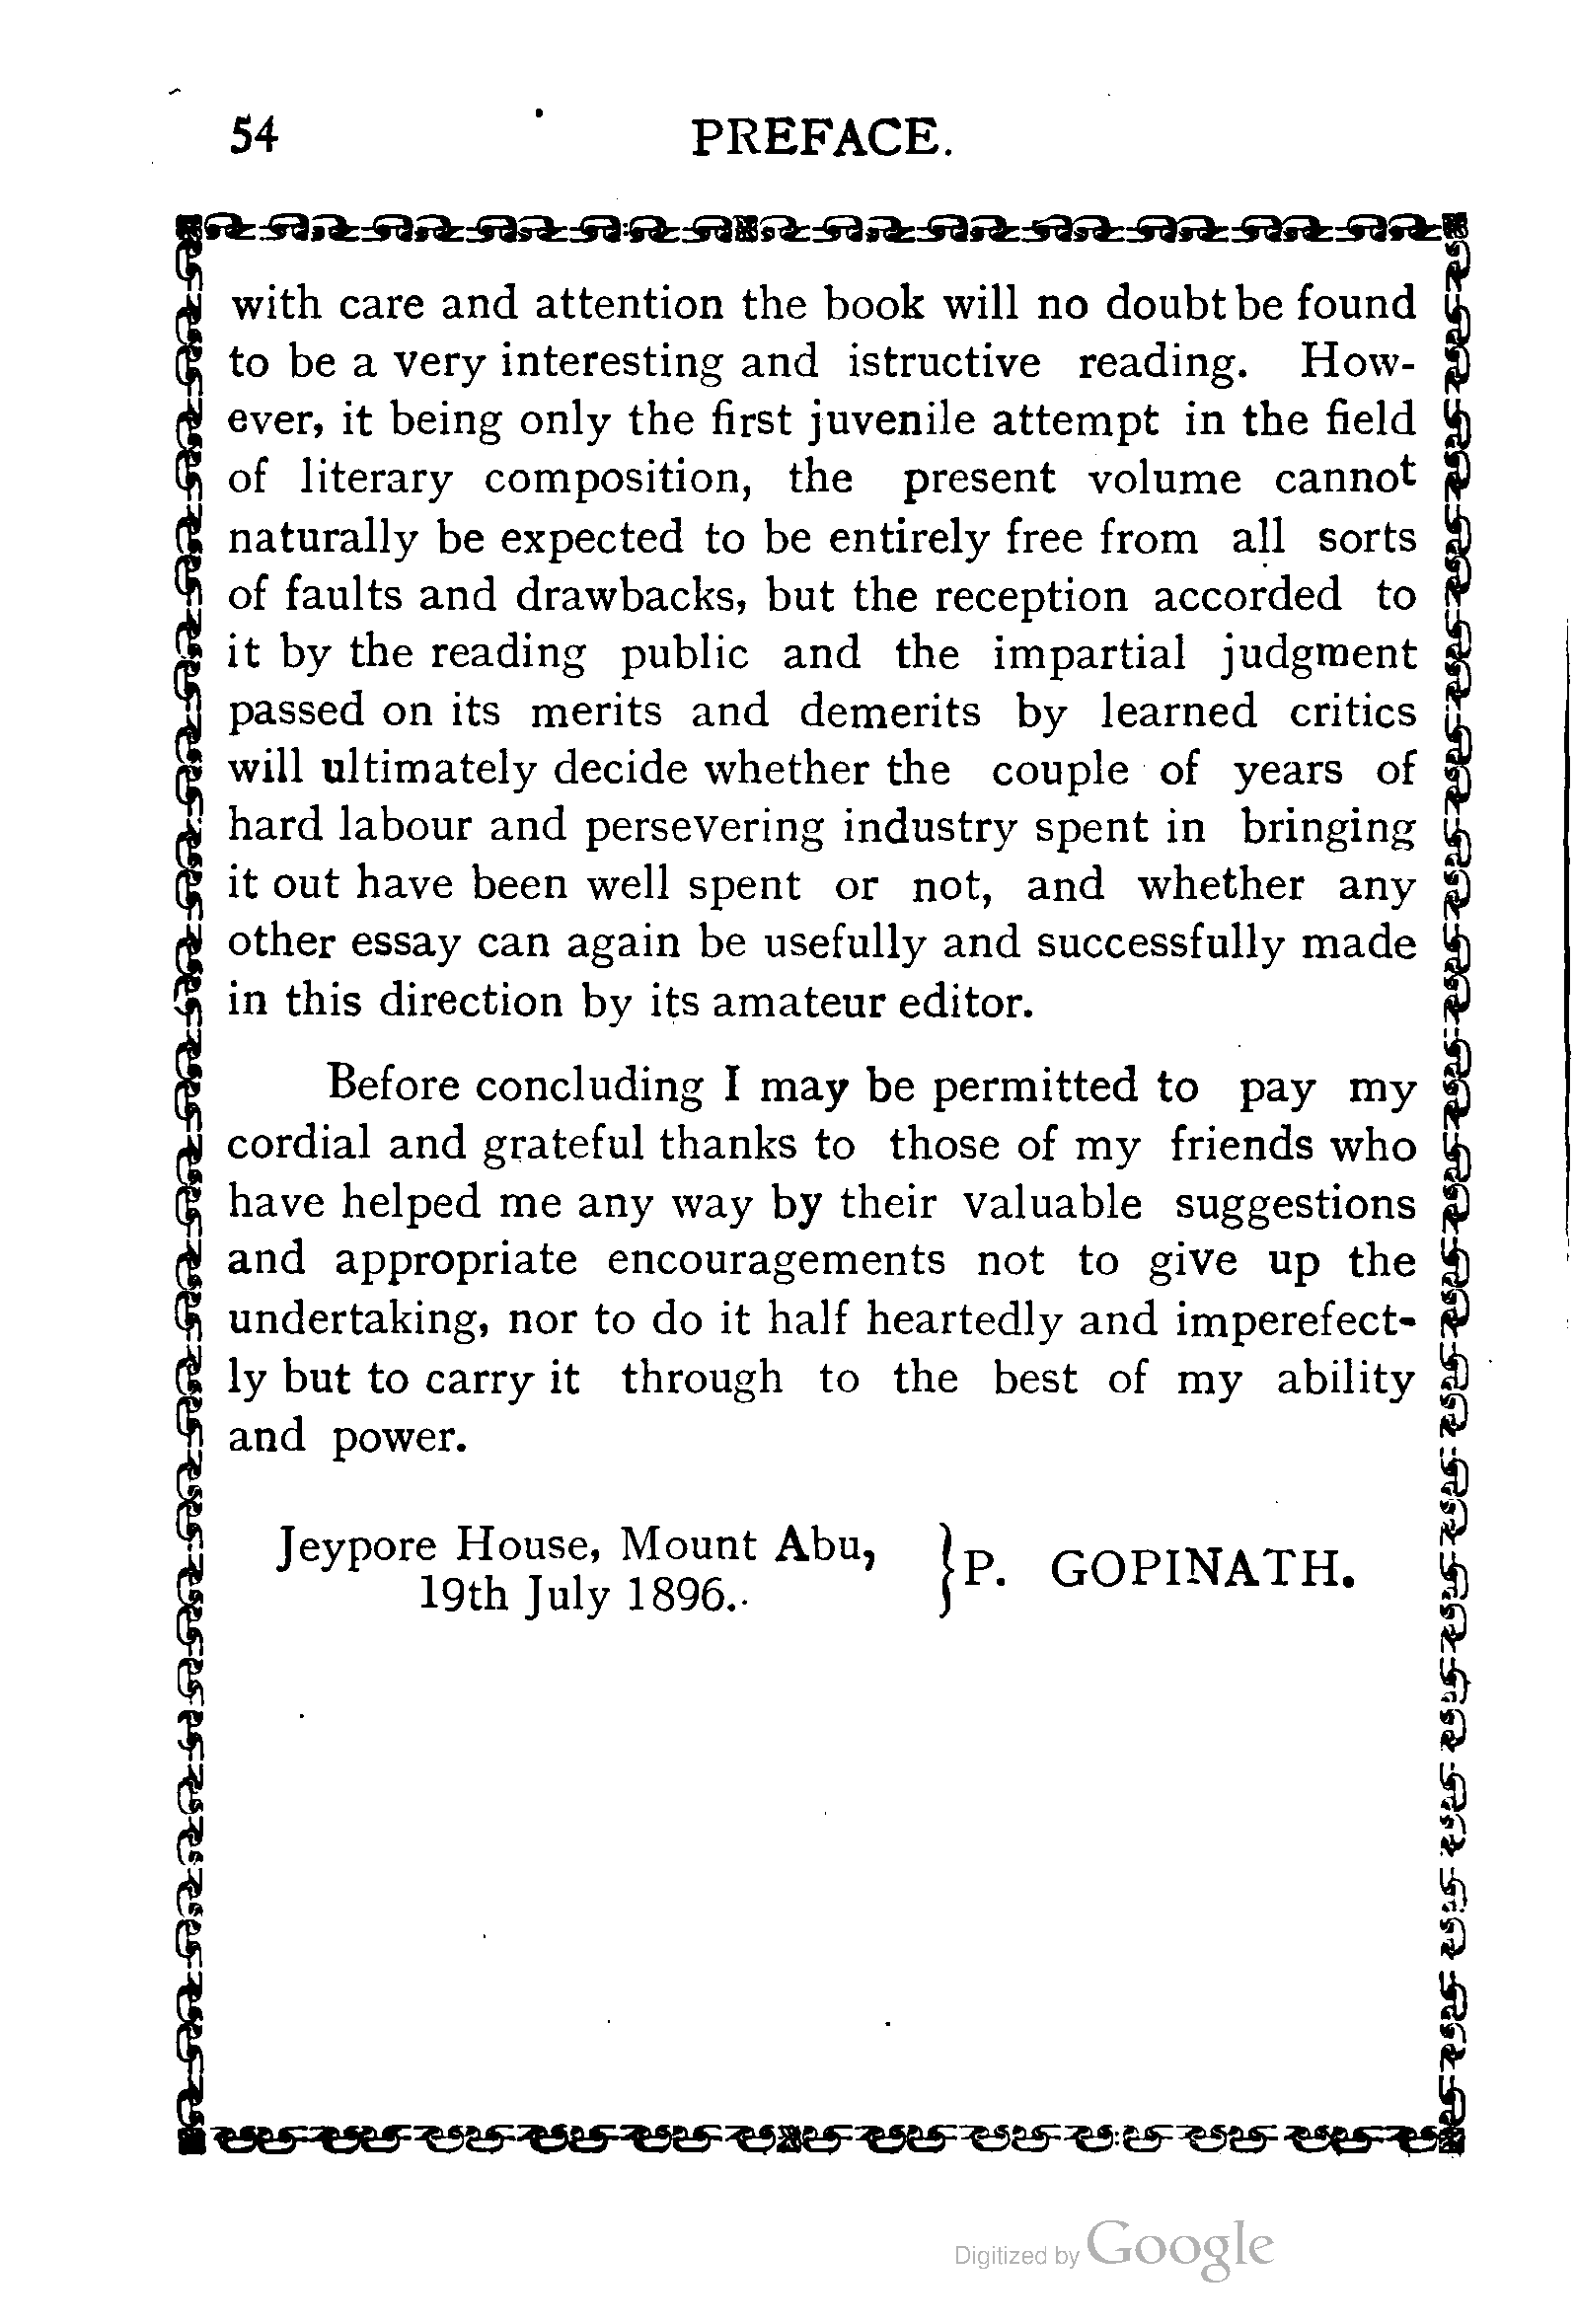 54 PREFACE.
with care and attention the book will no doubt be found
to be a very interesting and istructive reading. How-
ever, it being only the first juvenile attempt in the field
of literary composition, the present volume cannot
naturally be expected to be entirely free from all sorts
of faults and drawbacks, but the reception accorded to
it by the reading public and the impartial judgment
passed on its merits and demerits by learned critics
will ultimately decide whether the couple of years of
hard labour and persevering industry spent in bringing
it out have been well spent or not, and whether any
other essay can again be usefully and successfully made
in this direction by its amateur editor.
Before concluding I may be permitted to pay my
cordial and grateful thanks to those of my friends who
have helped me any way by their valuable suggestions
and appropriate encouragements not to give up the
undertaking, nor to do it half heartedly and imperefect-
ly but to carry it through to the best of my ability
and power.
Jeypore House, Mount Abu,
19th July 1896.
} P. GOPINATH.
Digitized by Google